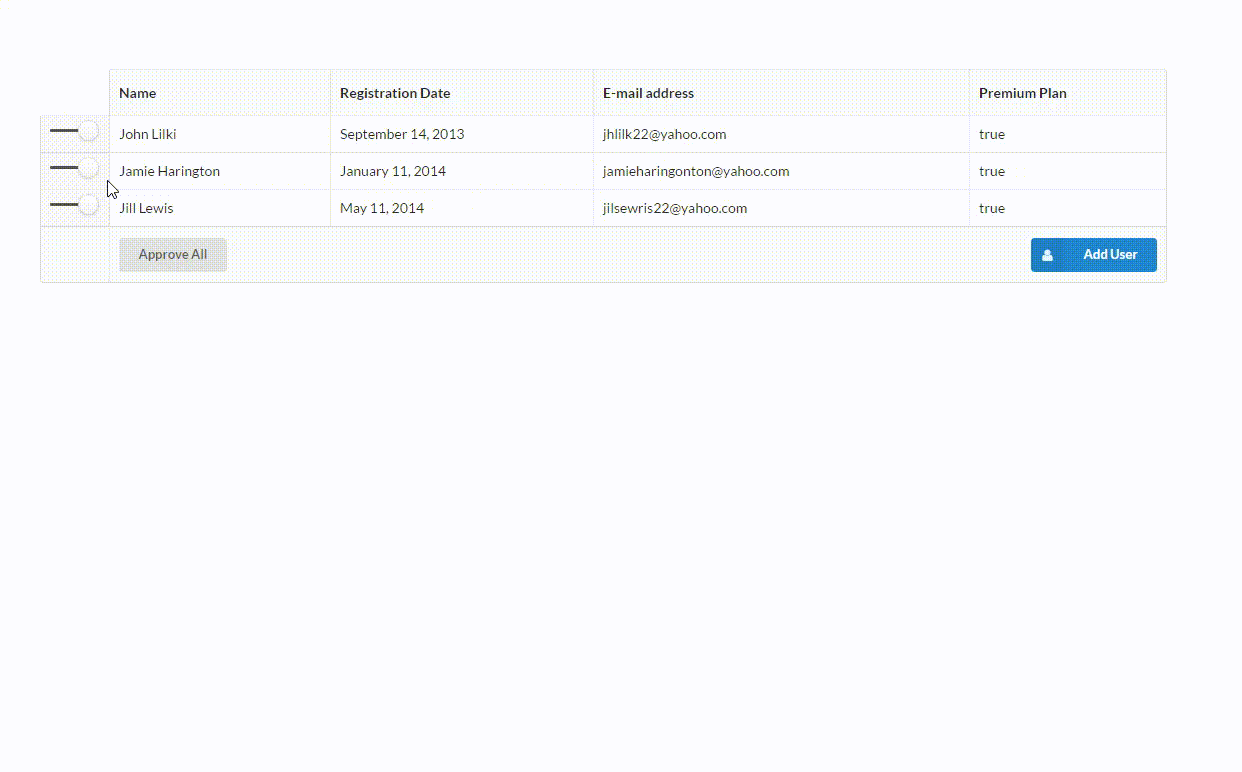 Name Registration Date E-mail address Premium Plan
John Lilki September 14, 2013 jhlilk22@yahoo.com true
Jamie Harington January 11, 2014 jamieharingonton@yahoo.com true
Jill Lewis May 11, 2014 jilsewris22@yahoo.com true
Approve All Add User